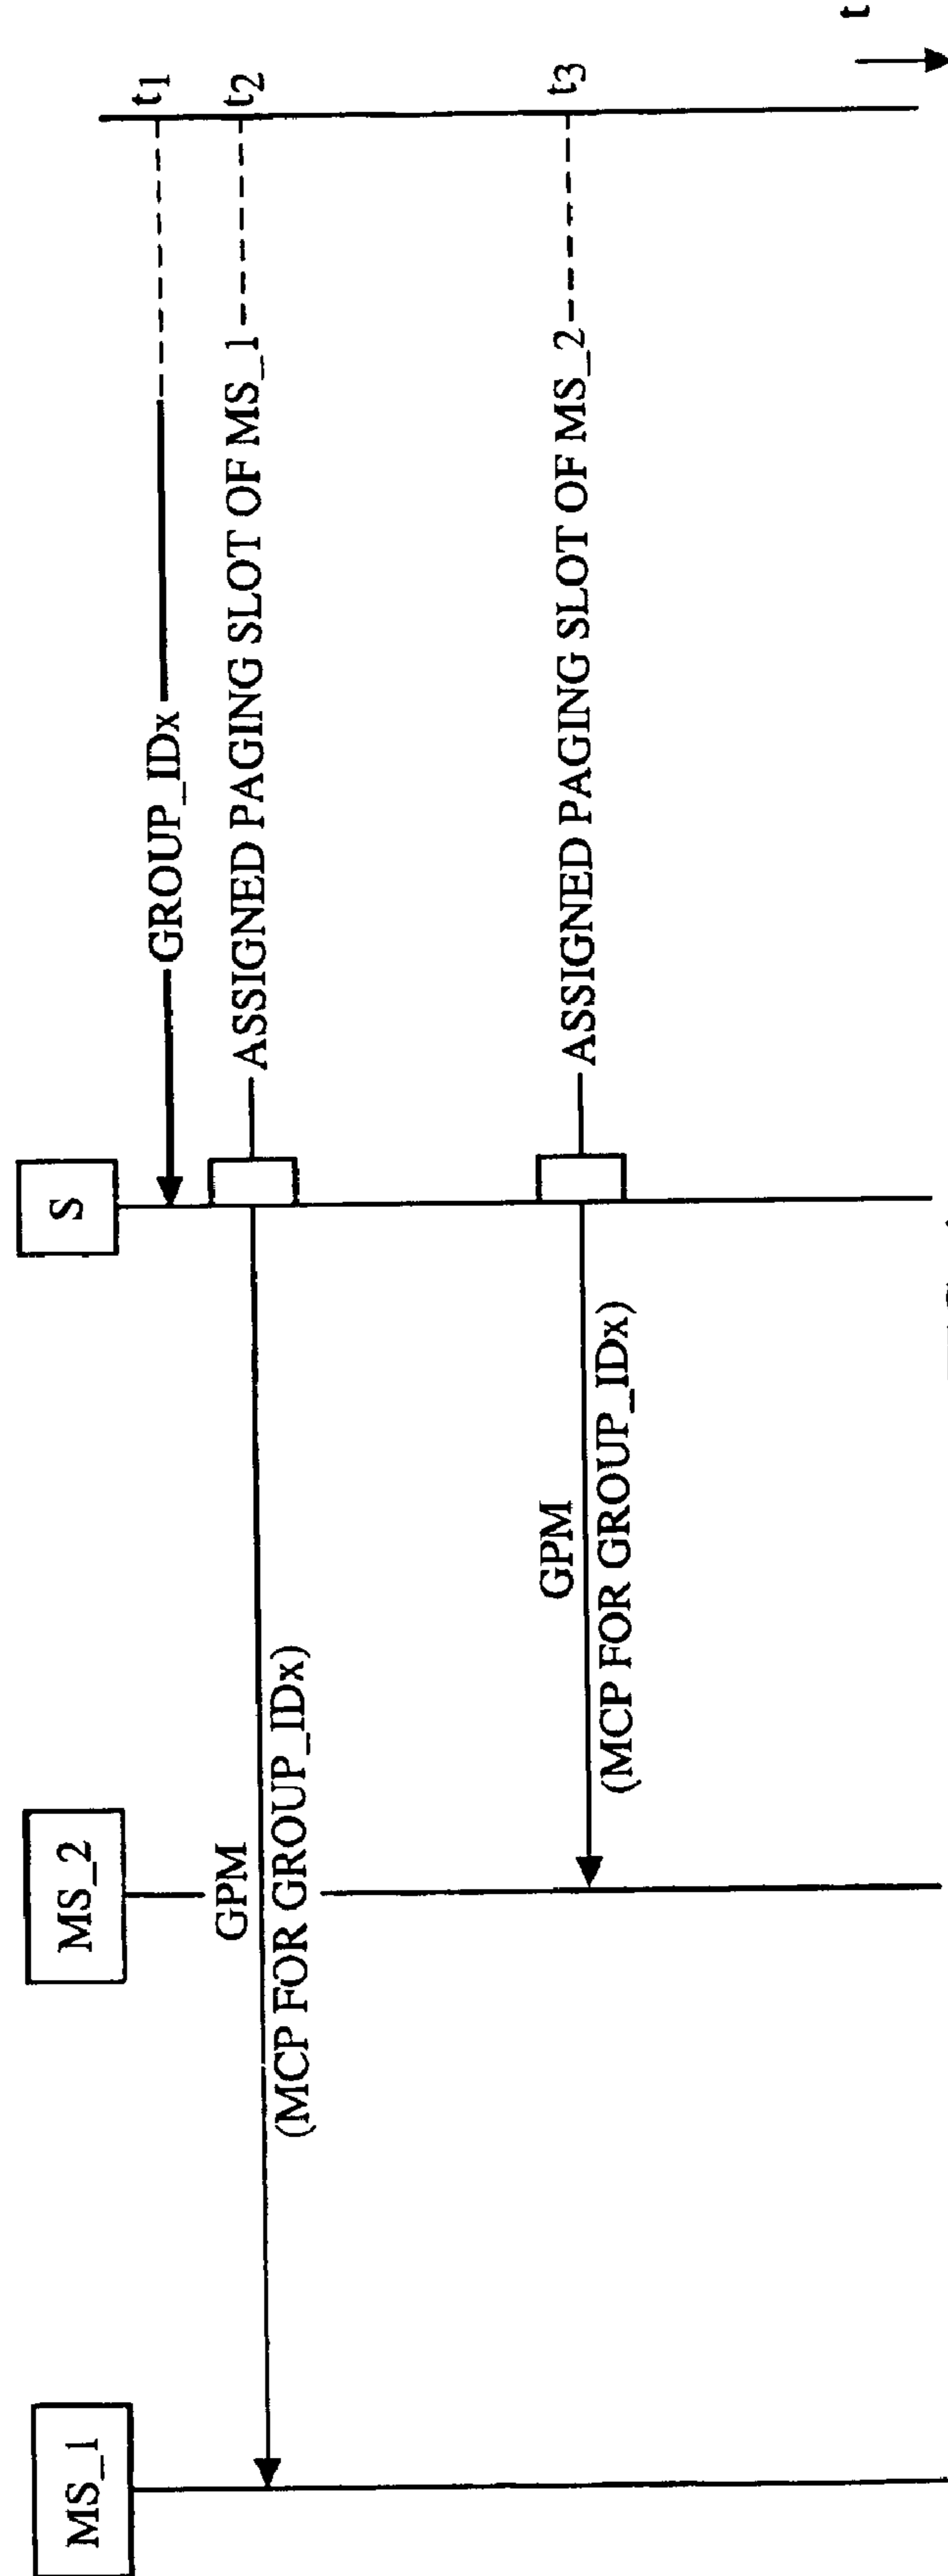 MS_1
MS_2
S
GROUP_IDx
t1
GPM
(MCP FOR GROUP_IDx)
ASSIGNED PAGING SLOT OF MS_1
t2
GPM
(MCP FOR GROUP_IDx)
ASSIGNED PAGING SLOT OF MS_2
t3
t